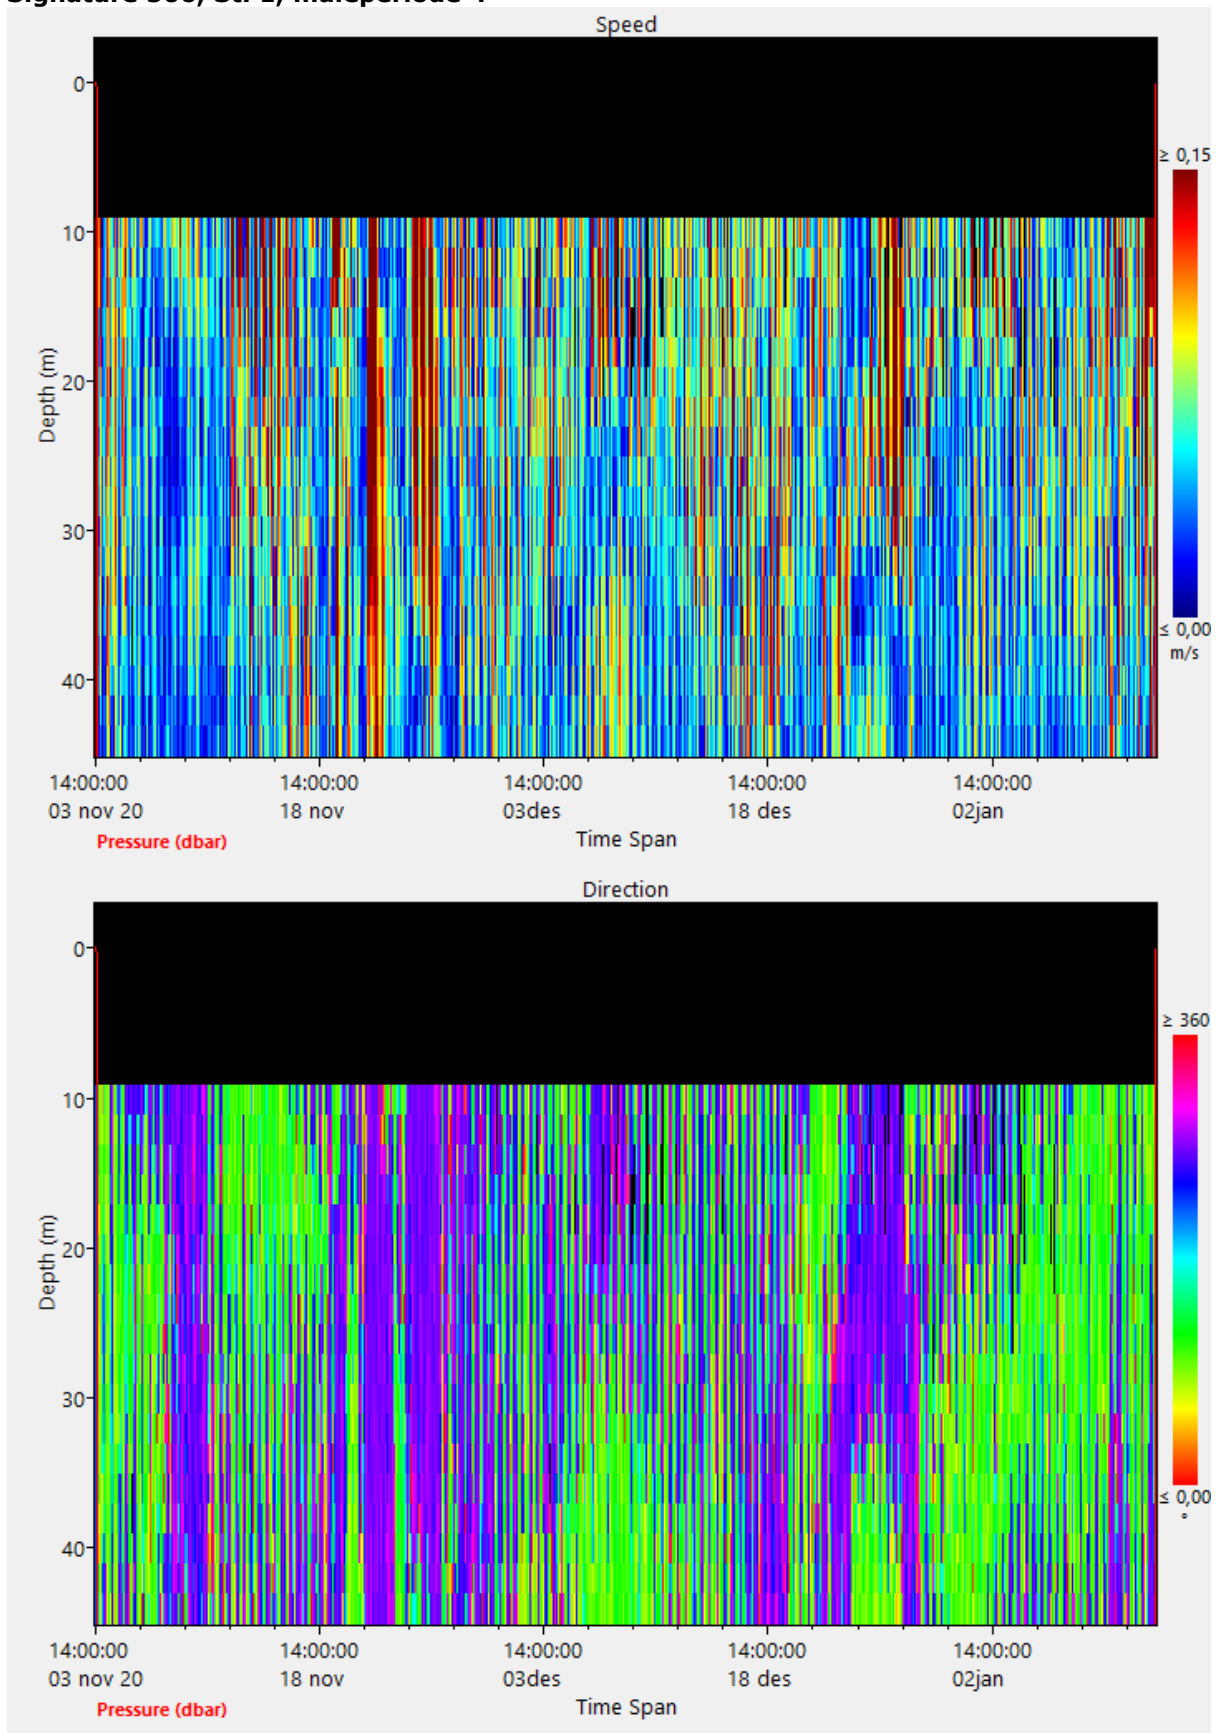 Speed
0
10
20
30
40
Depth (m)
≥ 0,15
≤ 0,00
m/s
14:00:00 14:00:00 14:00:00 14:00:00 14:00:00
03 nov 20 18 nov 03des 18 des 02jan
Pressure (dbar) Time Span
Direction
0
10
20
30
40
Depth (m)
≥ 360
≤ 0,00
°
14:00:00 14:00:00 14:00:00 14:00:00 14:00:00
03 nov 20 18 nov 03des 18 des 02jan
Pressure (dbar) Time Span